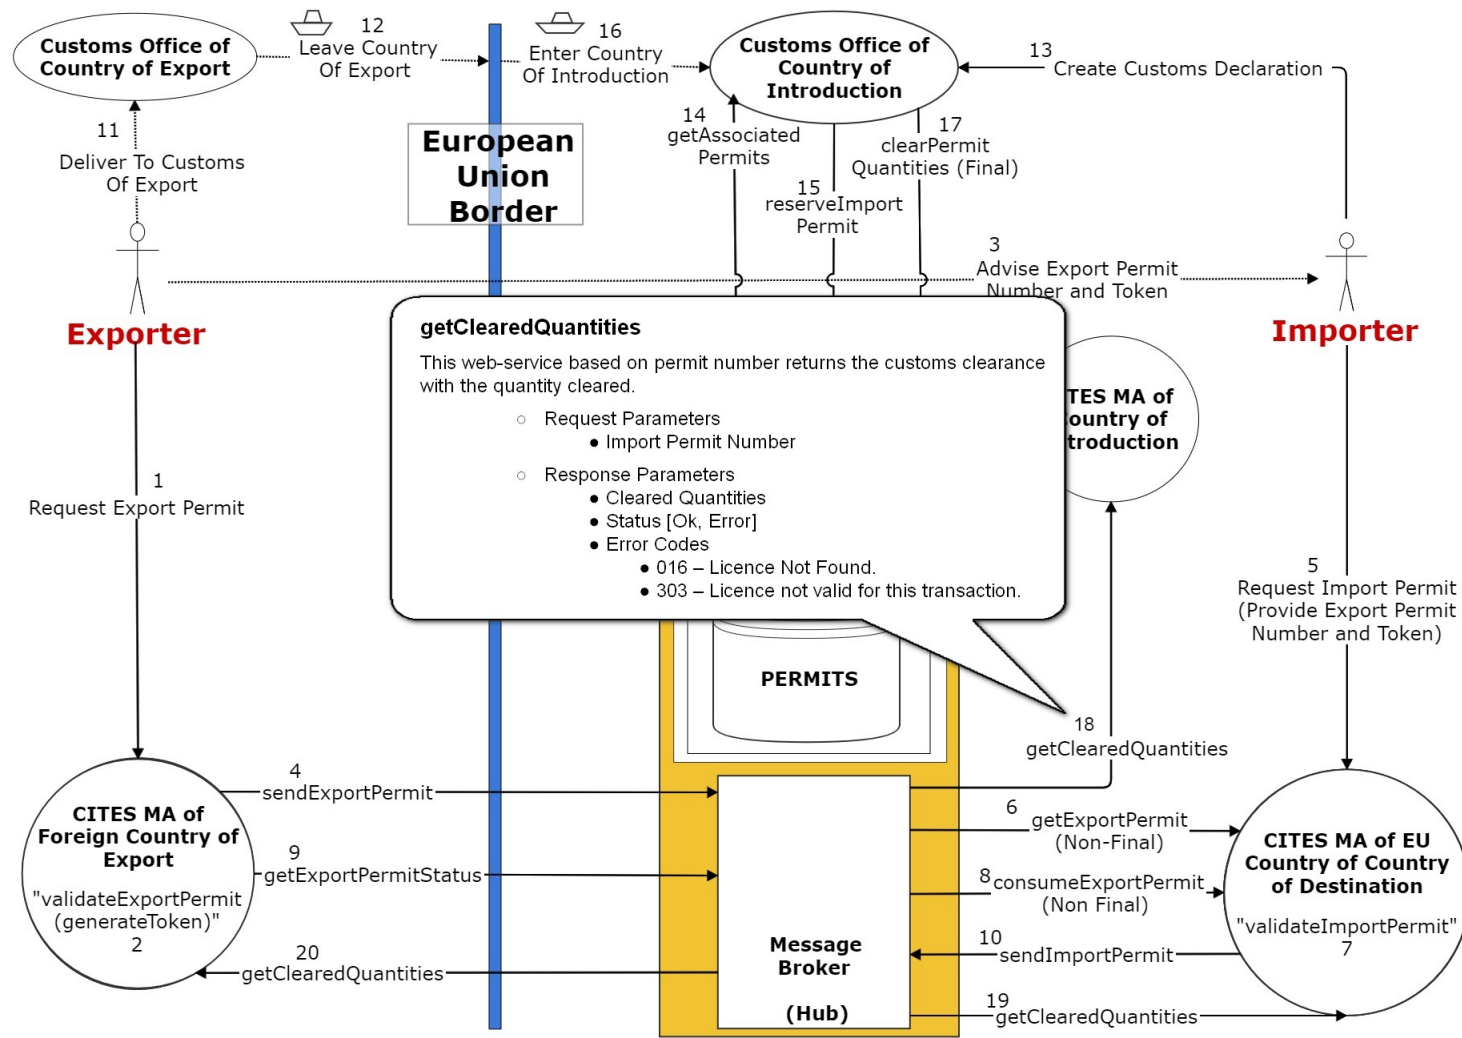 Customs Office of
Country of Export
12
Leave Country
Of Export
16
Enter Country
Of Introduction
Customs Office of
Country of
Introduction
13
Create Customs Declaration
11
Deliver To Customs
Of Export
European
Union
Border
14
getAssociated
Permits
17
clearPermit
Quantities (Final)
15
reserveImport
Permit
3
Advise Export Permit
Number and Token
Exporter
Importer
getClearedQuantities
This web-service based on permit number returns the customs clearance
with the quantity cleared.
○ Request Parameters
● Import Permit Number
○ Response Parameters
● Cleared Quantities
● Status [Ok, Error]
● Error Codes
● 016 – Licence Not Found.
● 303 – Licence not valid for this transaction.
TES MA of
ountry of
troduction
1
Request Export Permit
5
Request Import Permit
(Provide Export Permit
Number and Token)
PERMITS
18
getClearedQuantities
4
sendExportPermit
6
getExportPermit
(Non-Final)
CITES MA of
Foreign Country of
Export
"validateExportPermit
(generateToken)"
2
9
getExportPermitStatus
8
consumeExportPermit
(Non Final)
CITES MA of EU
Country of Country
of Destination
"validateImportPermit"
7
20
getClearedQuantities
Message
Broker
(Hub)
10
sendImportPermit
19
getClearedQuantities